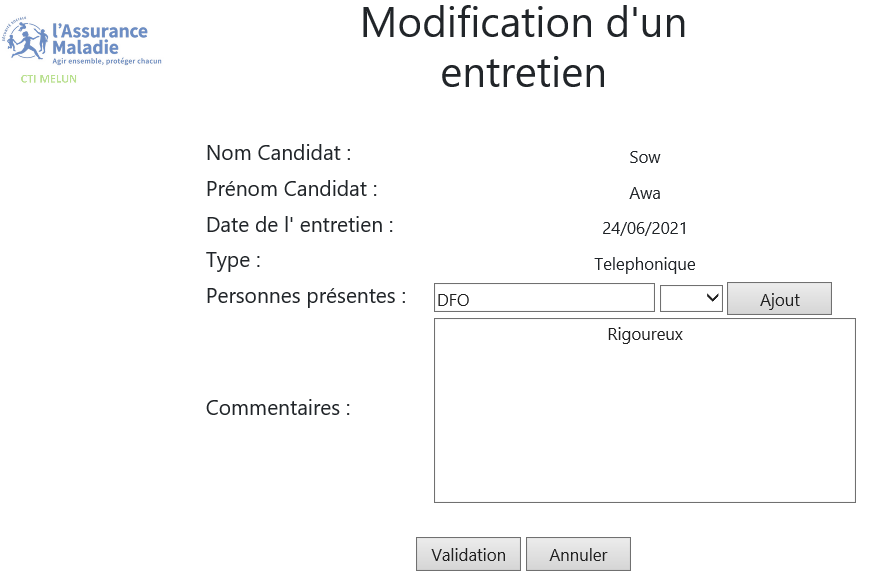 l'Assurance
Maladie
Agir ensemble, protéger chacun
CTI MELUN
Modification d'un
entretien
Nom Candidat : Sow
Prénom Candidat : Awa
Date de l' entretien : 24/06/2021
Type : Telephonique
Personnes présentes : DFO Ajout
Rigoureux
Commentaires :
Validation Annuler